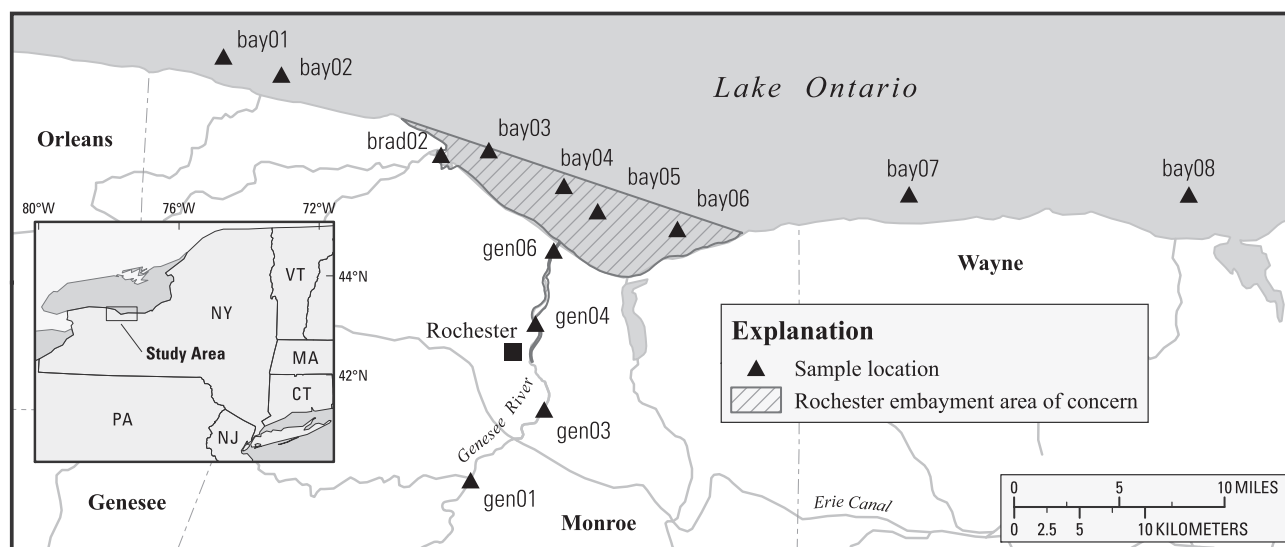 bay01
bay02
Lake Ontario
Orleans
brad02
bay03
bay04
bay05
bay06
bay07
bay08
80°W
76°W
72°W
gen06
Wayne
VT
44°N
NY
gen04
Rochester
Study Area
MA
42°N
CT
PA
NJ
Explanation
Sample location
Rochester embayment area of concern
Genesee River
gen03
gen01
Genesee
Monroe
Erie Canal
0 5 10 MILES
0 2.5 5 10 KILOMETERS